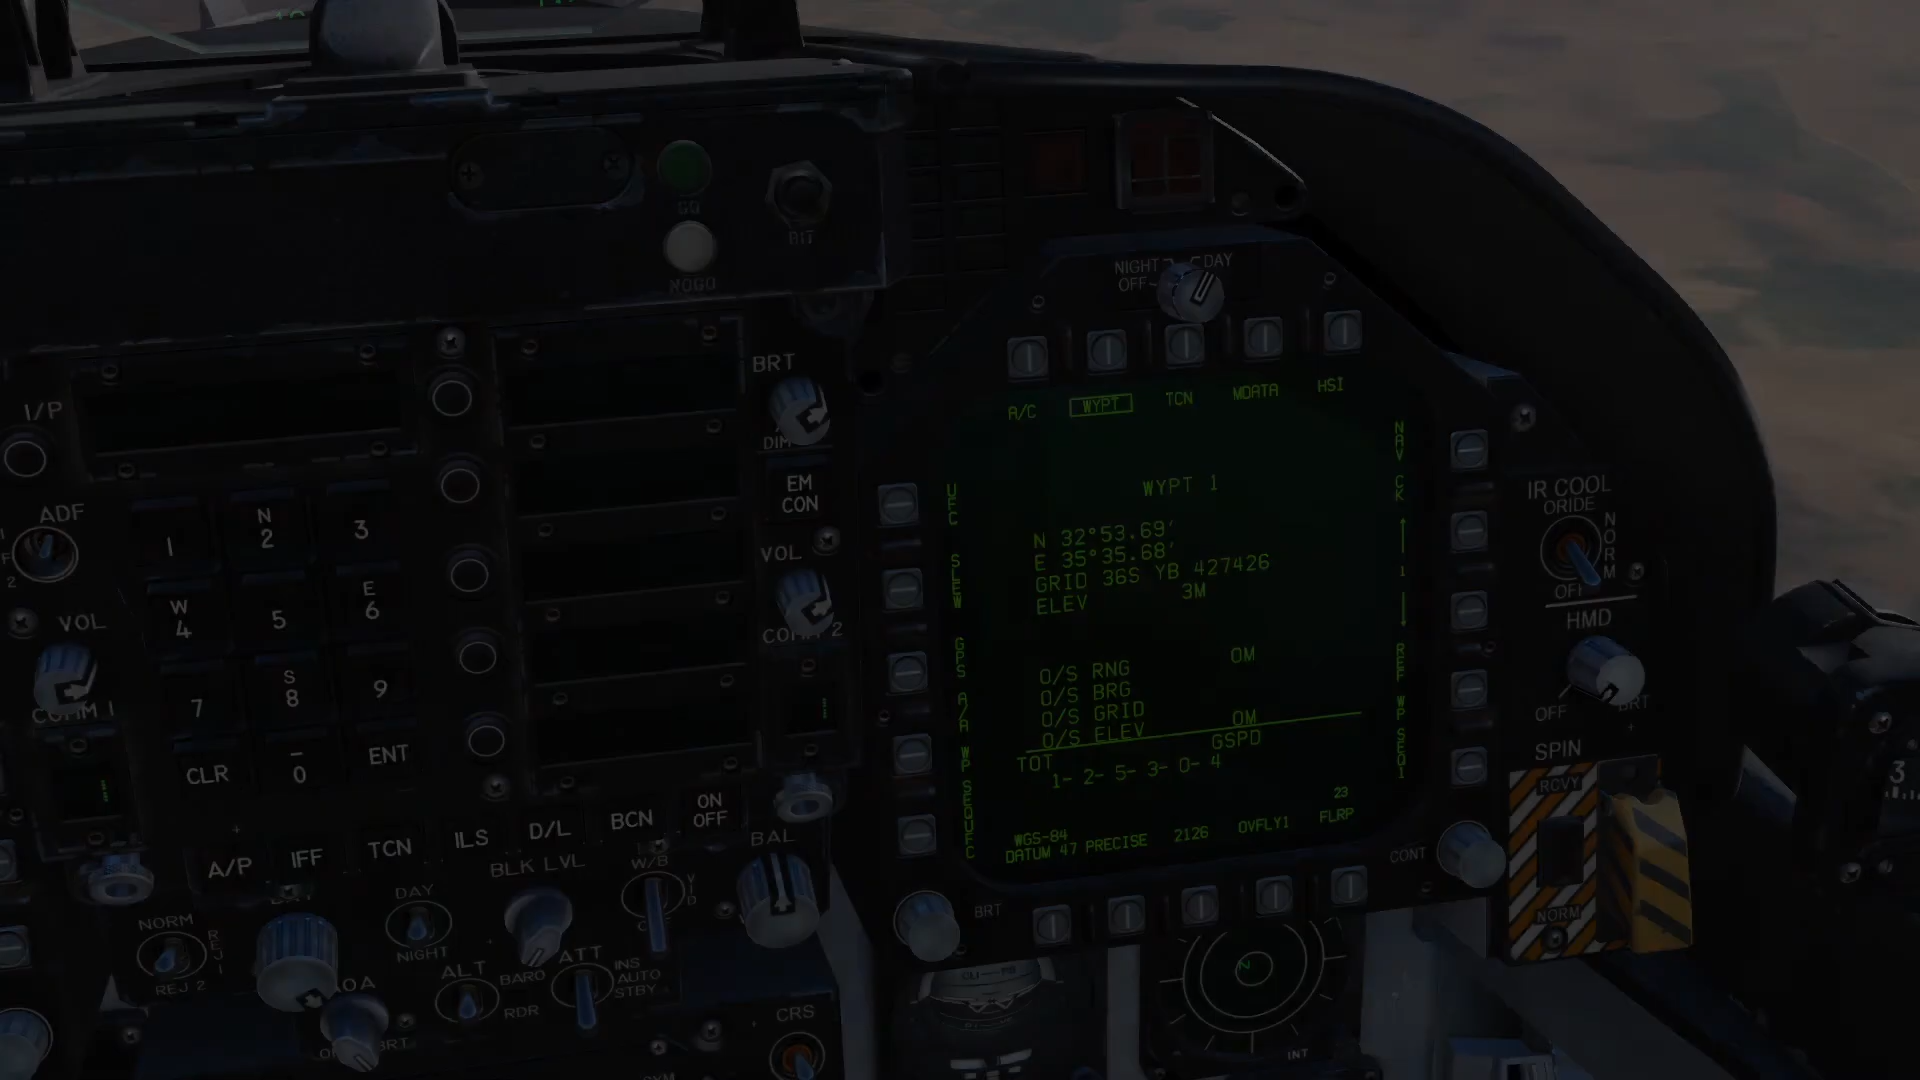 GO
BIT
NOGO
NIGHT DAY
OFF
BRT
I/P
DIM
EM
CON
ADF
1
N
2
3
VOL
2
W
4
5
E
6
VOL
COMM 2
7
S
8
9
COMM 1
CLR
–
0
ENT
A/P
IFF
TCN
ILS
D/L
BCN
ON
OFF
A/C WYPT TCN MDATA HSI
NAV CK
UFC
WYPT 1
N 32°53.69′
E 35°35.68′
GRID 36S YB 427426
ELEV 3M
SLEW
1
GPS
REF WP
O/S RNG 0M
O/S BRG
O/S GRID
O/S ELEV 0M
A/A WP
SEQ1
TOT GSPD
1- 2- 5- 3- 0- 4
SEQUFC
23
WGS-84
DATUM 47 PRECISE 2126 OVFLY1 FLRP
BRT
CONT
IR COOL
ORIDE
NORM
OFF
HMD
OFF BRT
SPIN
RCVY
NORM
3
BLK LVL
W/B
BAL
DAY
NIGHT
NORM
REJ 1
REJ 2
AOA
ALT
BARO
RDR
ATT
INS
AUTO
STBY
CRS
N
INT